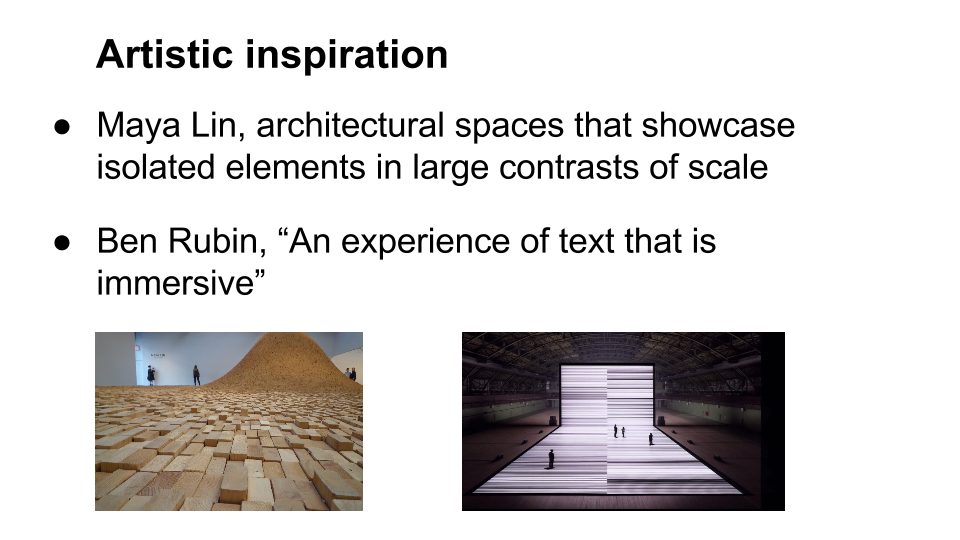 Artistic inspiration
● Maya Lin, architectural spaces that showcase
isolated elements in large contrasts of scale
● Ben Rubin, “An experience of text that is
immersive”